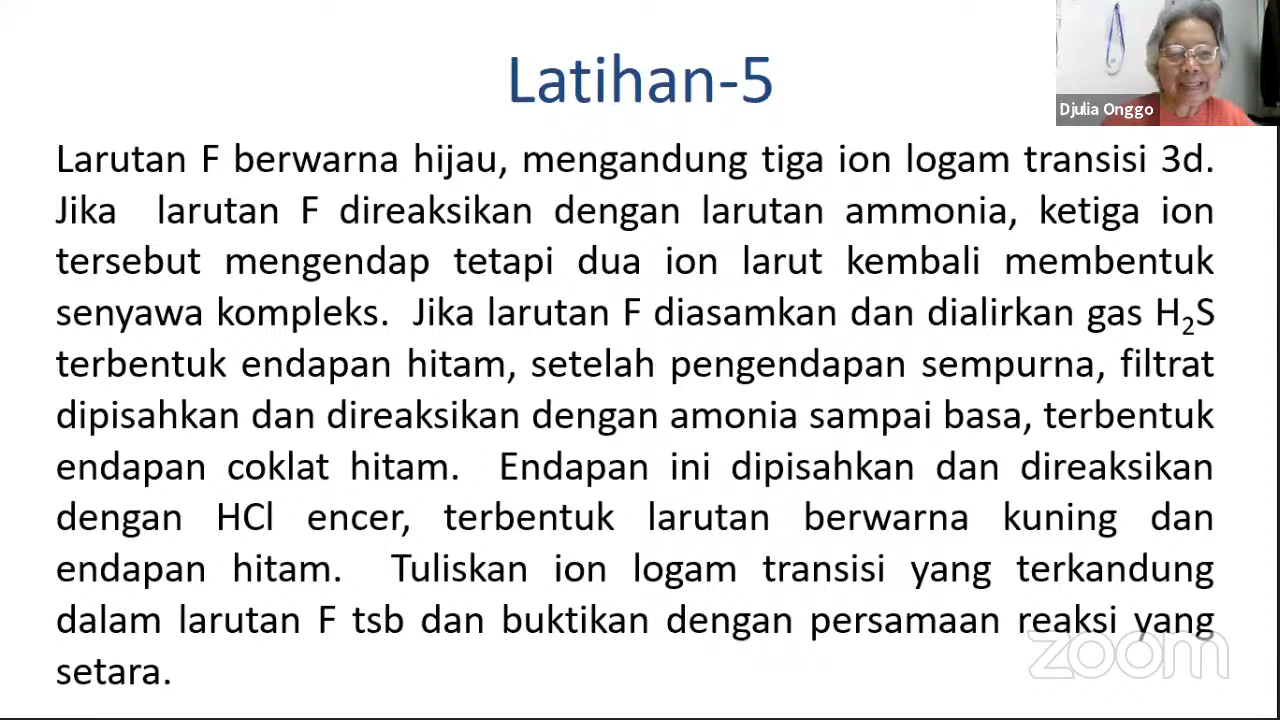 Latihan-5
Djulia Onggo
Larutan F berwarna hijau, mengandung tiga ion logam transisi 3d.
Jika larutan F direaksikan dengan larutan ammonia, ketiga ion
tersebut mengendap tetapi dua ion larut kembali membentuk
senyawa kompleks. Jika larutan F diasamkan dan dialirkan gas H₂S
terbentuk endapan hitam, setelah pengendapan sempurna, filtrat
dipisahkan dan direaksikan dengan amonia sampai basa, terbentuk
endapan coklat hitam. Endapan ini dipisahkan dan direaksikan
dengan HCl encer, terbentuk larutan berwarna kuning dan
endapan hitam. Tuliskan ion logam transisi yang terkandung
dalam larutan F tsb dan buktikan dengan persamaan reaksi yang
setara.
zoom